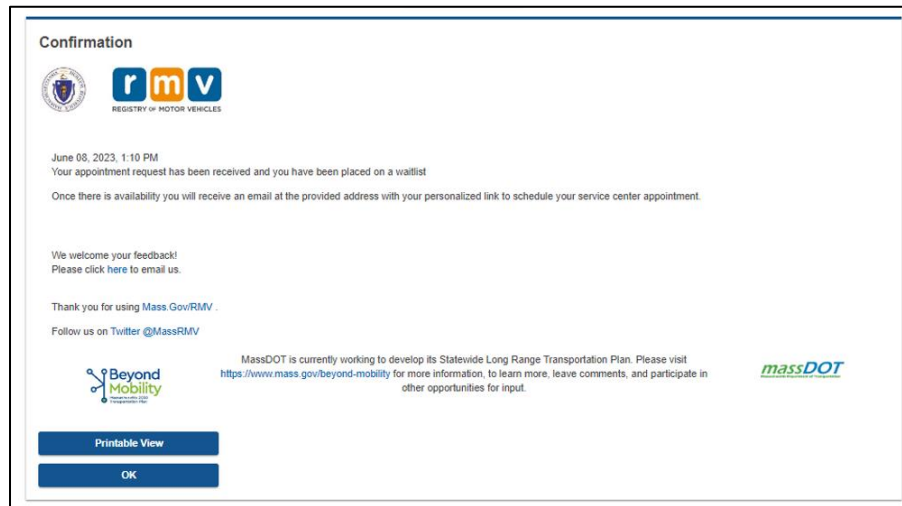 Confirmation
rmv
REGISTRY OF MOTOR VEHICLES
June 08, 2023, 1:10 PM
Your appointment request has been received and you have been placed on a waitlist
Once there is availability you will receive an email at the provided address with your personalized link to schedule your service center appointment.
We welcome your feedback!
Please click here to email us.
Thank you for using Mass.Gov/RMV .
Follow us on Twitter @MassRMV
Beyond
Mobility
MassDOT is currently working to develop its Statewide Long Range Transportation Plan. Please visit
https://www.mass.gov/beyond-mobility for more information, to learn more, leave comments, and participate in
other opportunities for input.
massDOT
Printable View
OK